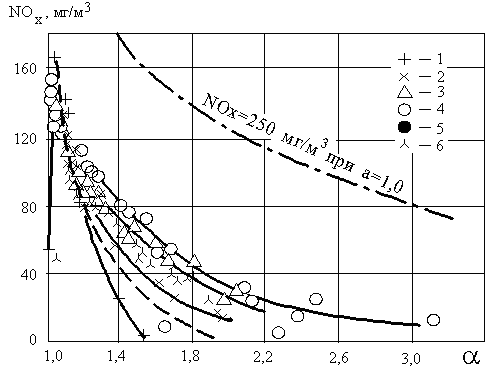 NOx, мг/м³
160
120
80
40
0
1,0 1,4 1,8 2,2 2,6 3,0 α
NOx=250 мг/м³ при a=1,0
+ – 1
× – 2
△ – 3
○ – 4
● – 5
⅄ – 6